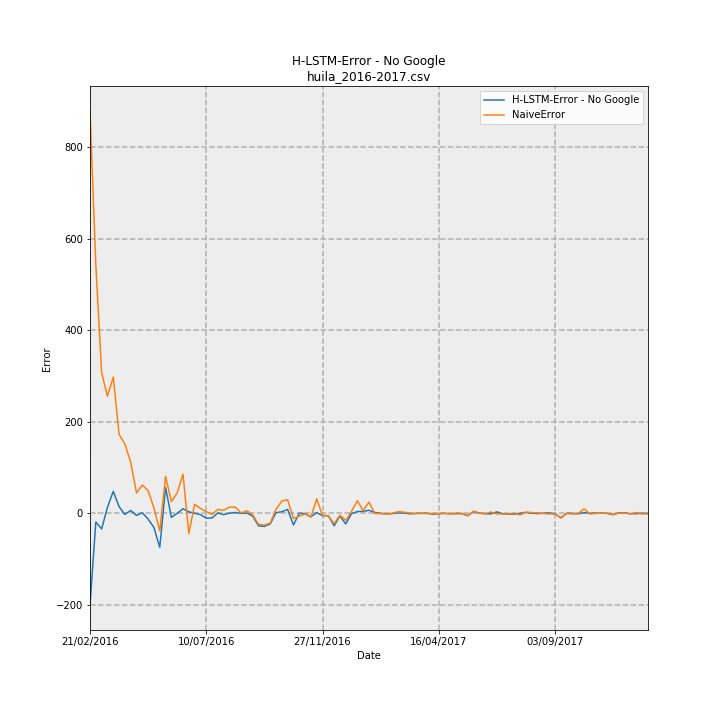 H-LSTM-Error - No Google
huila_2016-2017.csv
H-LSTM-Error - No Google
NaiveError
800
600
400
200
0
−200
Error
21/02/2016
10/07/2016
27/11/2016
16/04/2017
03/09/2017
Date